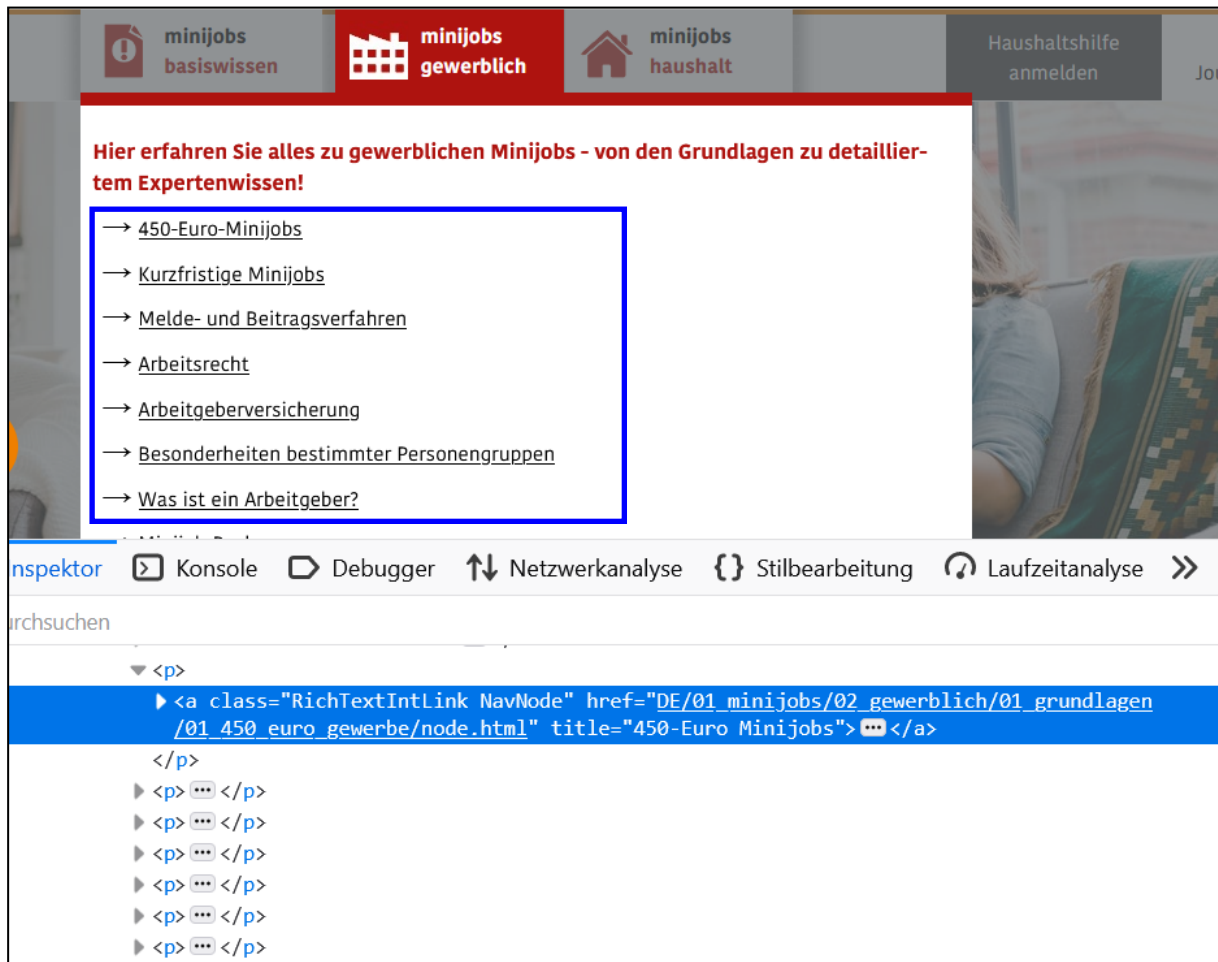 minijobs
basiswissen
minijobs
gewerblich
minijobs
haushalt
Haushaltshilfe
anmelden
Hier erfahren Sie alles zu gewerblichen Minijobs - von den Grundlagen zu detaillier-
tem Expertenwissen!
→ 450-Euro-Minijobs
→ Kurzfristige Minijobs
→ Melde- und Beitragsverfahren
→ Arbeitsrecht
→ Arbeitgeberversicherung
→ Besonderheiten bestimmter Personengruppen
→ Was ist ein Arbeitgeber?
nspektor Konsole Debugger Netzwerkanalyse {} Stilbearbeitung Laufzeitanalyse
urchsuchen
<p>
<a class="RichTextIntLink NavNode" href="DE/01_minijobs/02_gewerblich/01_grundlagen
/01_450_euro_gewerbe/node.html" title="450-Euro Minijobs">···</a>
</p>
<p>···</p>
<p>···</p>
<p>···</p>
<p>···</p>
<p>···</p>
<p>···</p>